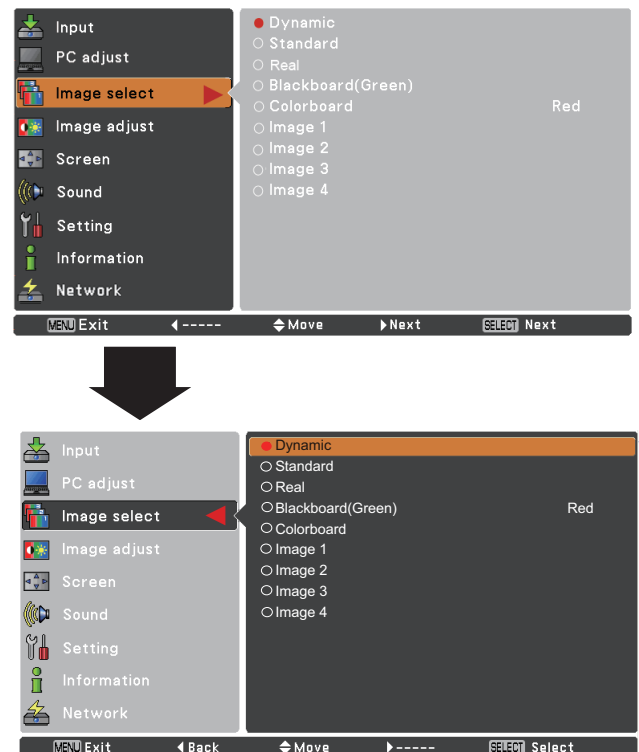 Input
PC adjust
Image select
Image adjust
Screen
Sound
Setting
Information
Network
Dynamic
Standard
Real
Blackboard(Green)
Colorboard Red
Image 1
Image 2
Image 3
Image 4
MENU Exit ----- Move Next SELECT Next
Input
PC adjust
Image select
Image adjust
Screen
Sound
Setting
Information
Network
Dynamic
Standard
Real
Blackboard(Green) Red
Colorboard
Image 1
Image 2
Image 3
Image 4
MENU Exit Back Move ----- SELECT Select